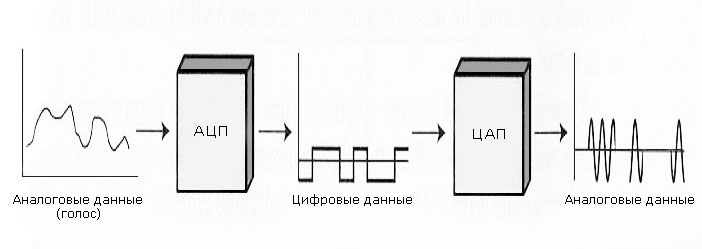 АЦП
ЦАП
Аналоговые данные
(голос)
Цифровые данные
Аналоговые данные